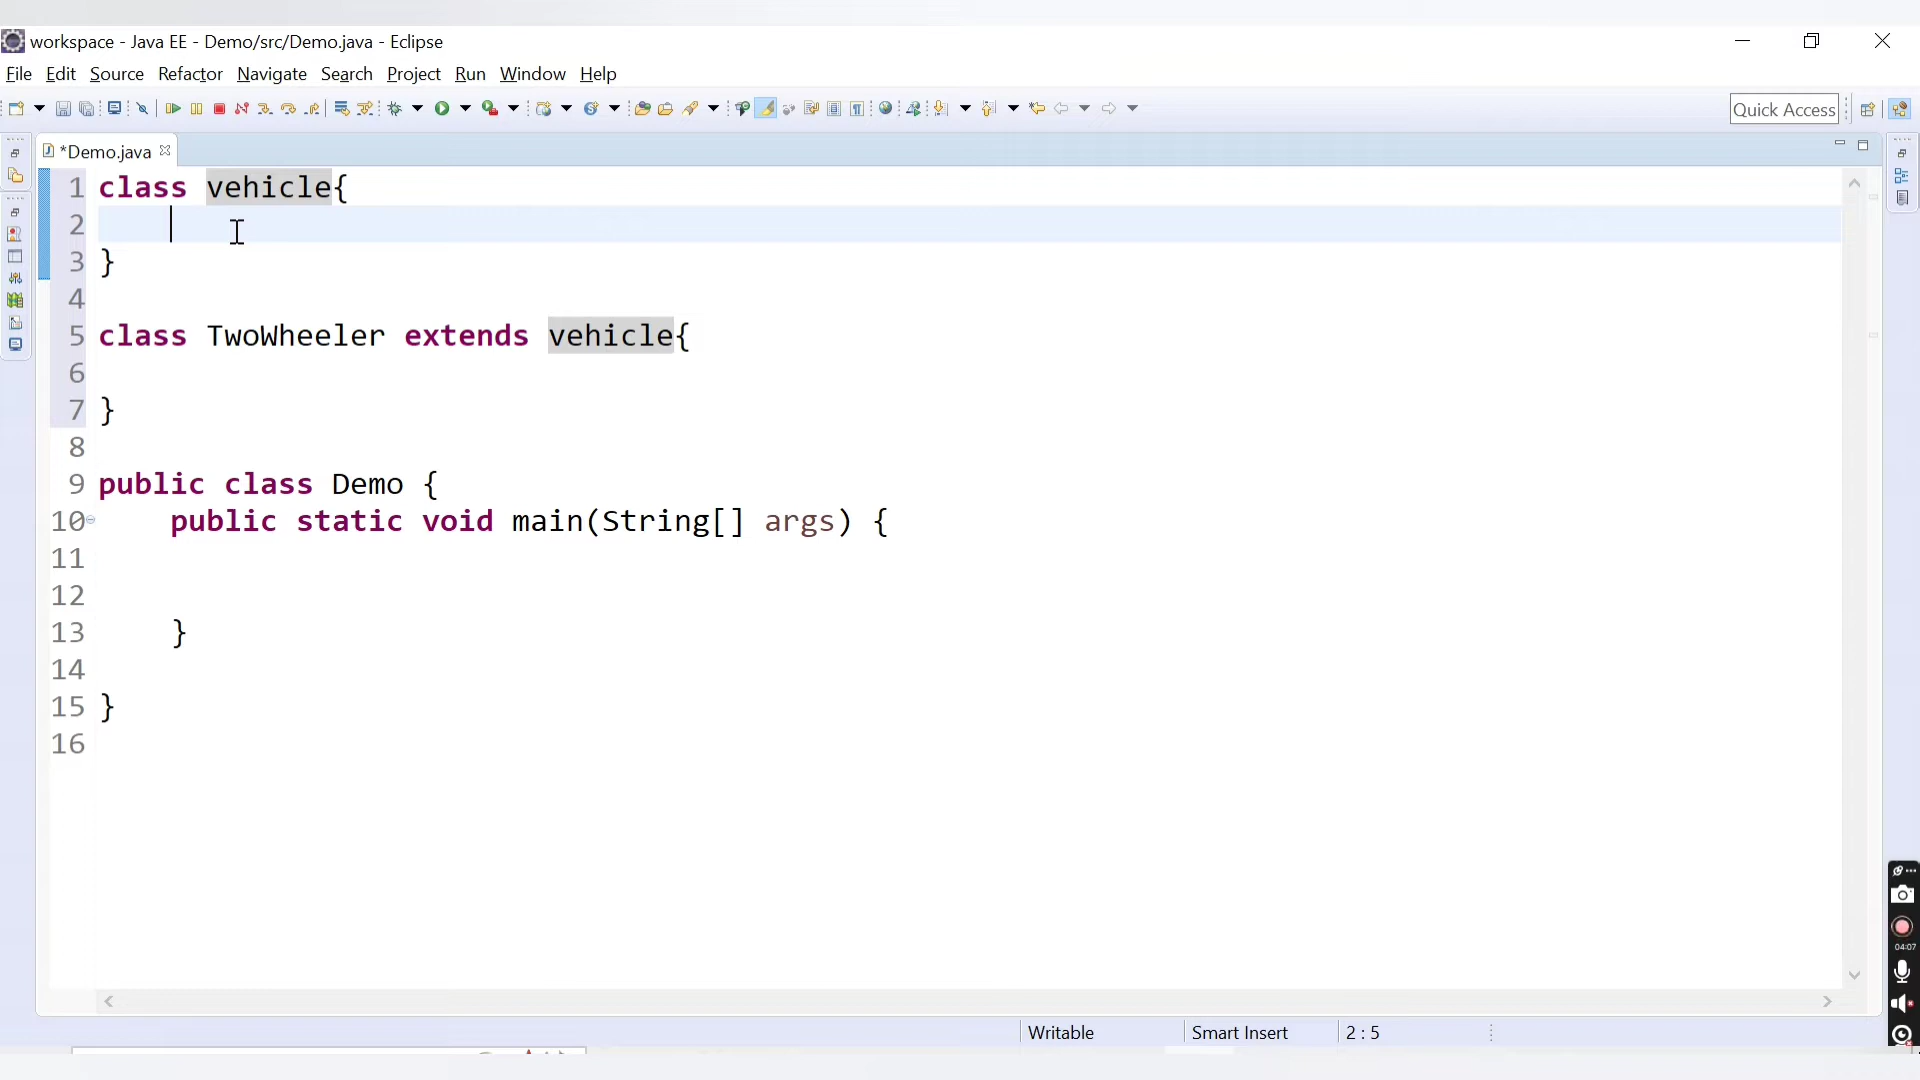 workspace - Java EE - Demo/src/Demo.java - Eclipse
File Edit Source Refactor Navigate Search Project Run Window Help
Quick Access
*Demo.java
1 class vehicle{
2
3 }
4
5 class TwoWheeler extends vehicle{
6
7 }
8
9 public class Demo {
10 public static void main(String[] args) {
11
12
13 }
14
15 }
16
04:07
Writable Smart Insert 2 : 5